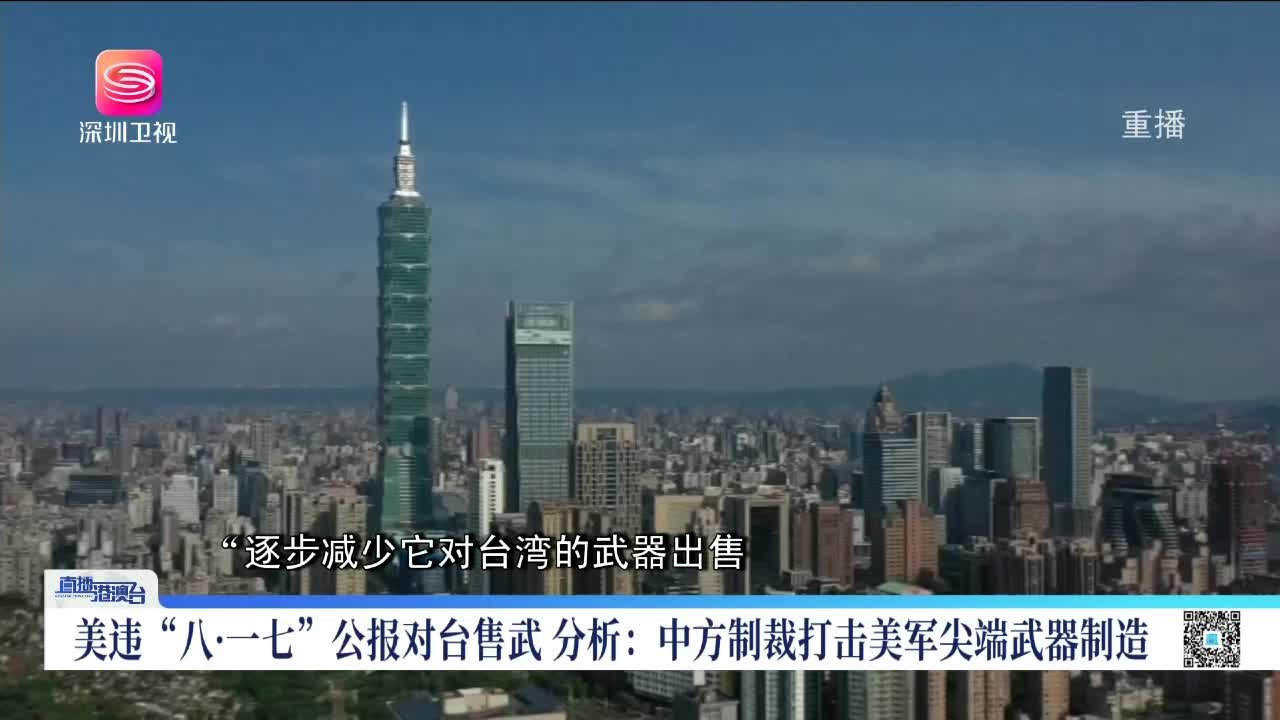 深圳卫视
重播
“逐步减少它对台湾的武器出售
直播港澳台
美违“八·一七”公报对台售武 分析：中方制裁打击美军尖端武器制造